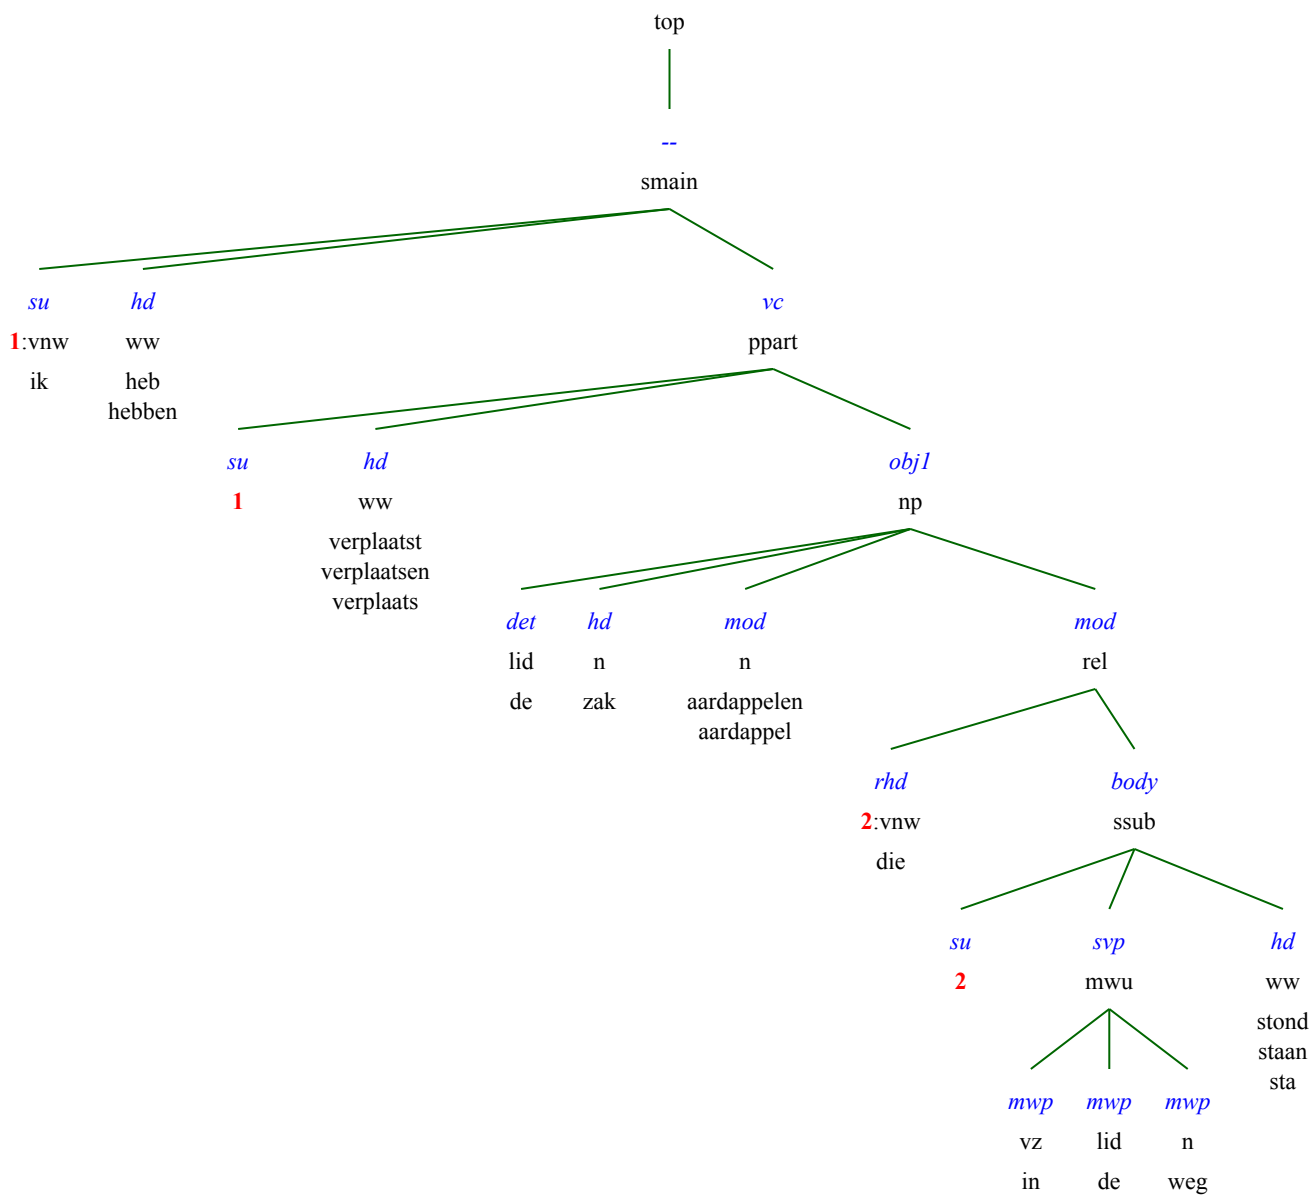 top
--
smain
su hd vc
1:vnw ww ppart
ik heb
hebben
su hd obj1
1 ww np
verplaatst
verplaatsen
verplaats
det hd mod mod
lid n n rel
de zak aardappelen
aardappel
rhd body
2:vnw ssub
die
su svp hd
2 mwu ww
stond
staan
sta
mwp mwp mwp
vz lid n
in de weg